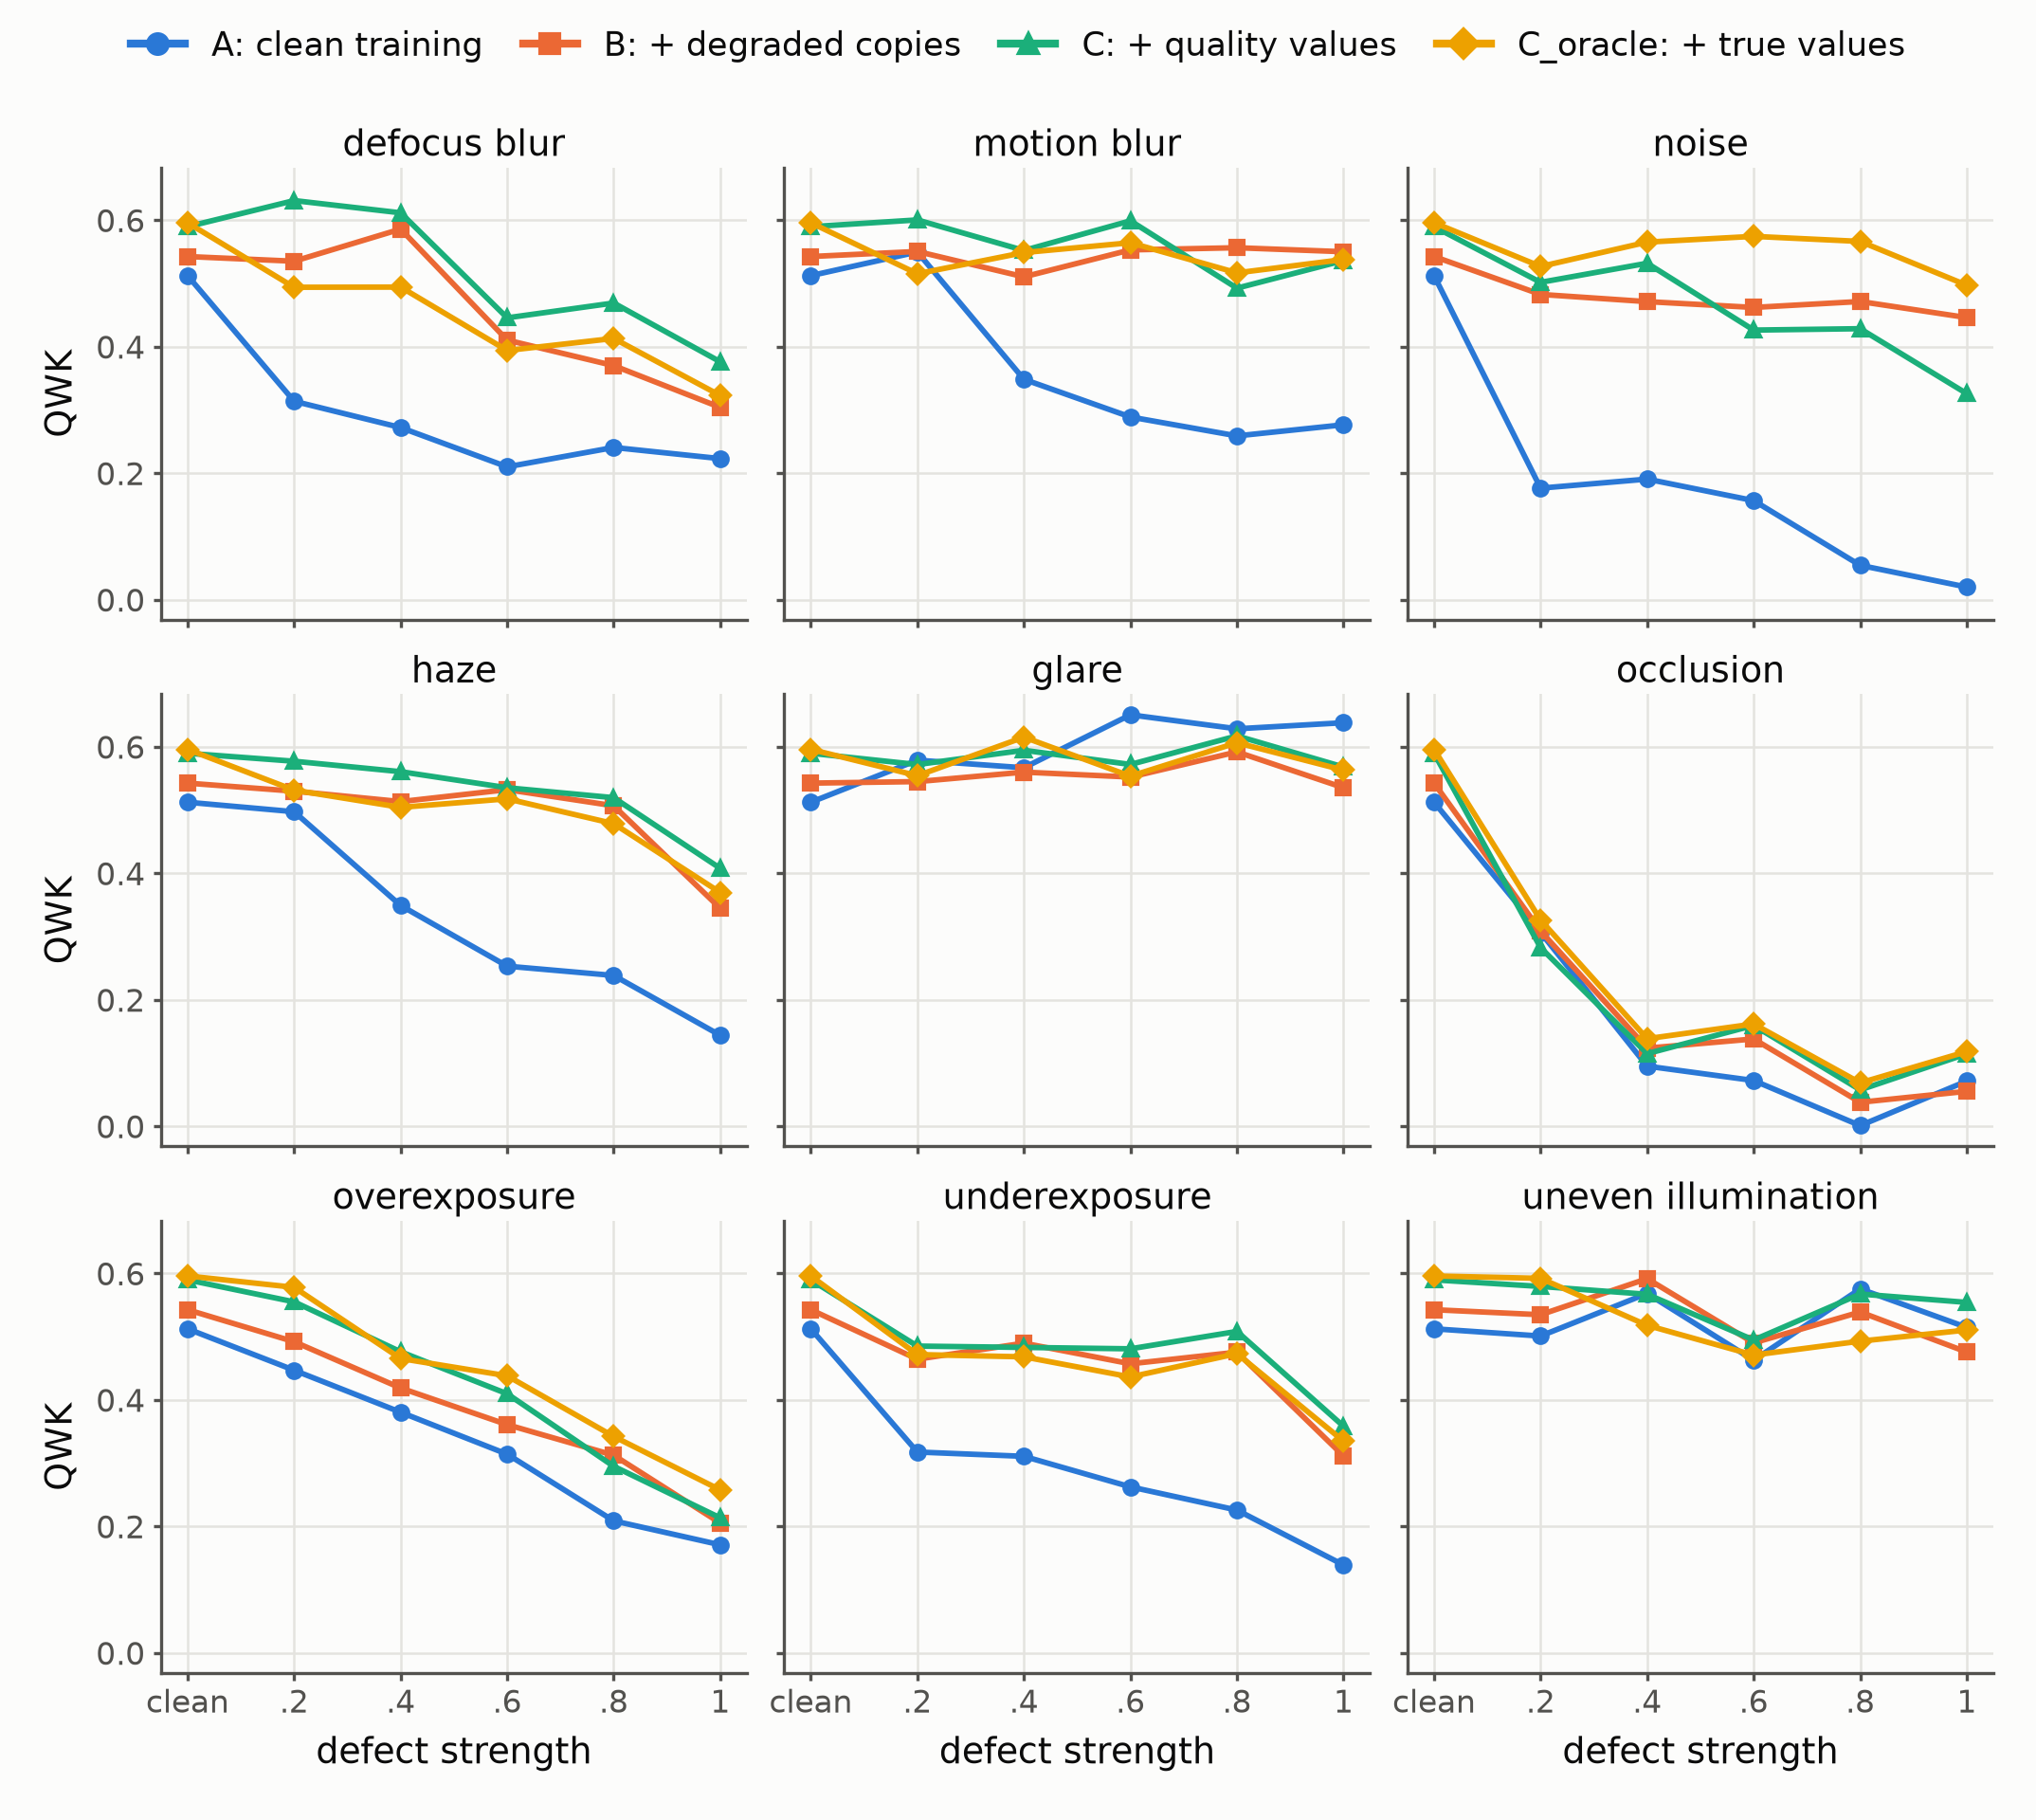 A: clean training B: + degraded copies C: + quality values C_oracle: + true values
defocus blur motion blur noise
0.6
0.4
0.2
0.0
QWK
haze glare occlusion
0.6
0.4
0.2
0.0
QWK
overexposure underexposure uneven illumination
0.6
0.4
0.2
0.0
QWK
clean .2 .4 .6 .8 1 clean .2 .4 .6 .8 1 clean .2 .4 .6 .8 1
defect strength defect strength defect strength